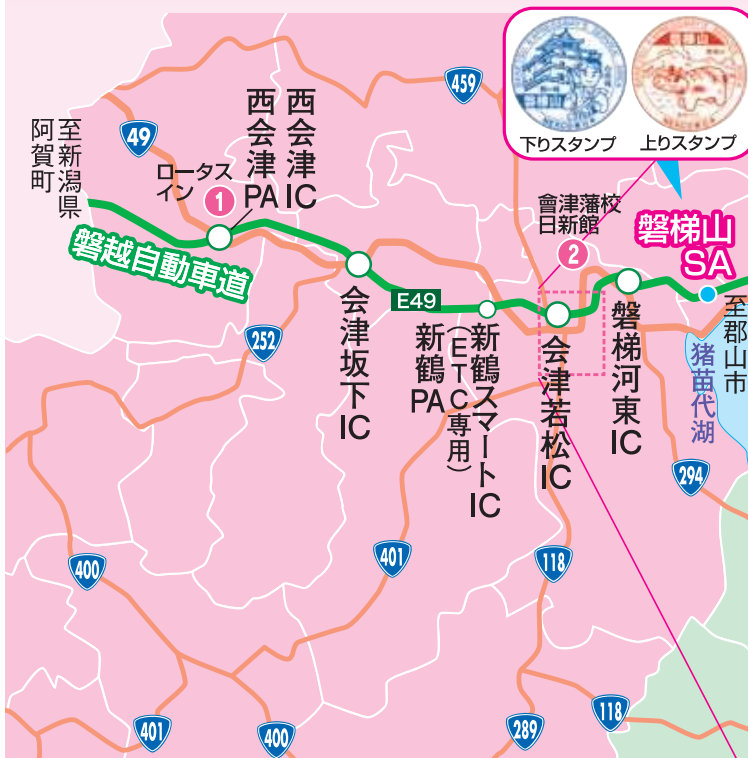 459
下りスタンプ
上りスタンプ
49
至新潟県
阿賀町
ロータス
イン
1
西会津IC
西会津PA
會津藩校
日新館
2
磐梯山
SA
磐越自動車道
E49
会津坂下IC
新鶴スマートIC
(ETC専用)
新鶴PA
会津若松IC
磐梯河東IC
至郡山市
猪苗代湖
252
294
400
401
118
401
400
289
118